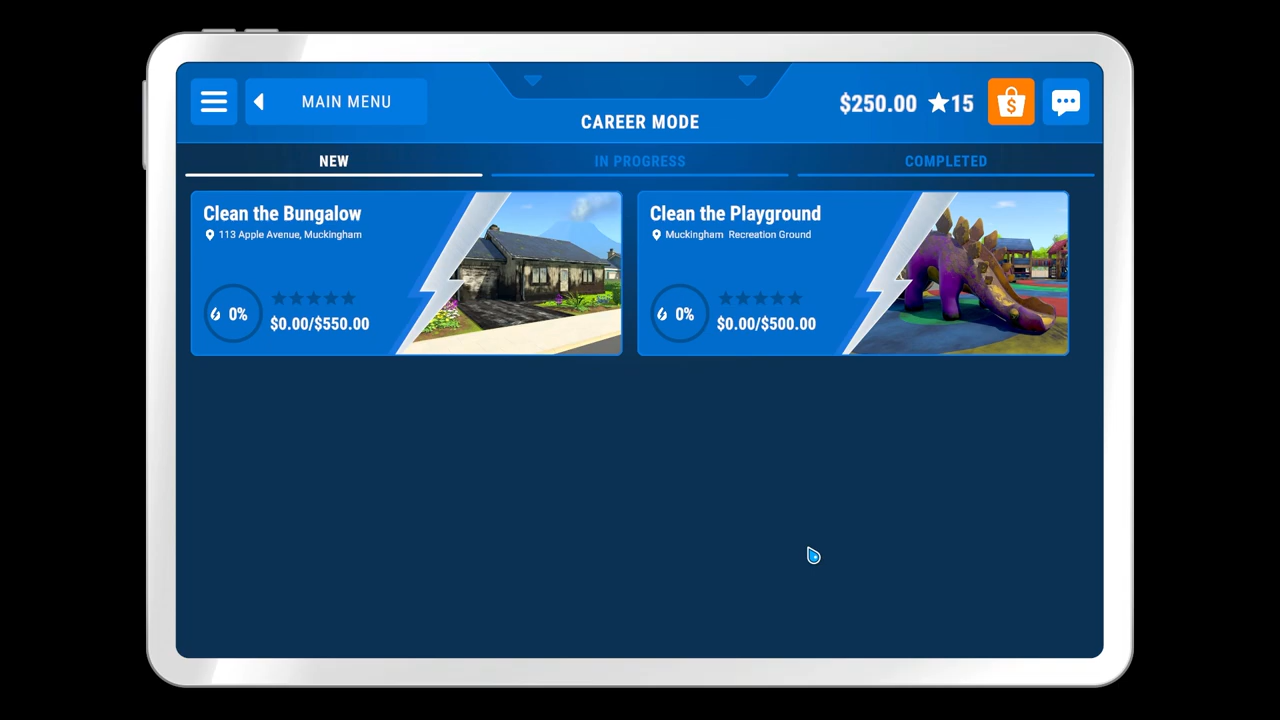 MAIN MENU
$250.00 ★15
CAREER MODE
NEW
IN PROGRESS
COMPLETED
Clean the Bungalow
113 Apple Avenue, Muckingham
0%
$0.00/$550.00
Clean the Playground
Muckingham Recreation Ground
0%
$0.00/$500.00